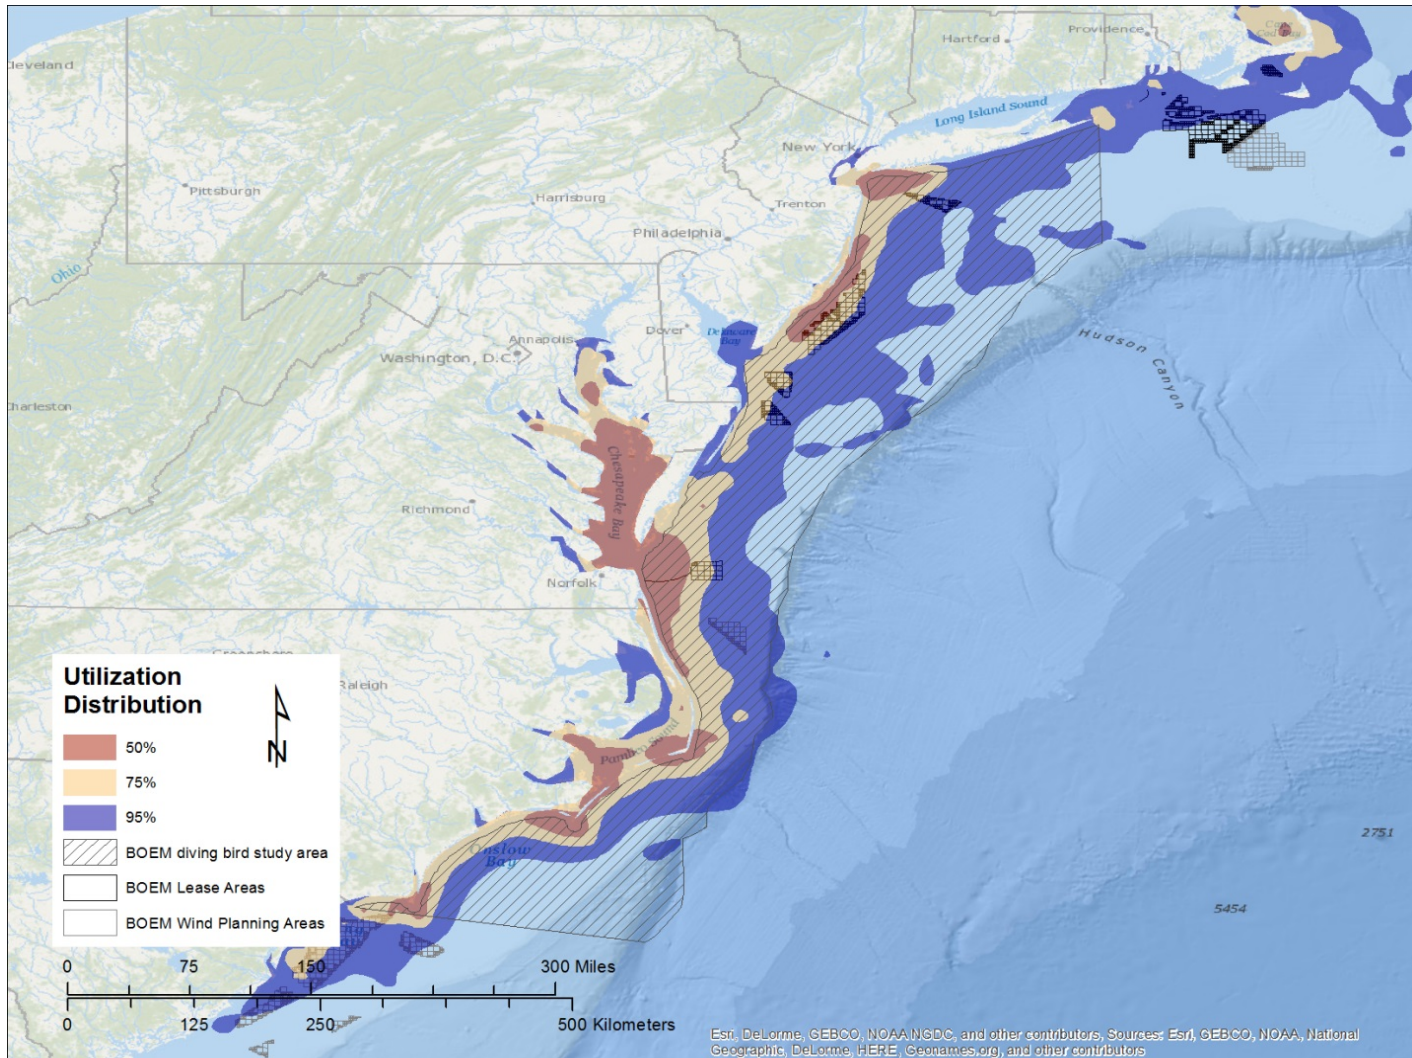 Cape
Cod Bay
Hartford
Providence
Cleveland
Long Island Sound
New York
Pittsburgh
Harrisburg
Trenton
Philadelphia
Ohio
Dover
Delaware
Bay
Annapolis
Washington, D.C.
Hudson Canyon
Charleston
Chesapeake Bay
Richmond
Norfolk
Greensboro
Raleigh
Pamlico Sound
Onslow
Bay
2751
5454
Utilization
Distribution
N
50%
75%
95%
BOEM diving bird study area
BOEM Lease Areas
BOEM Wind Planning Areas
0 75 150 300 Miles
0 125 250 500 Kilometers
Esri, DeLorme, GEBCO, NOAA NGDC, and other contributors, Sources: Esri, GEBCO, NOAA, National
Geographic, DeLorme, HERE, Geonames.org, and other contributors